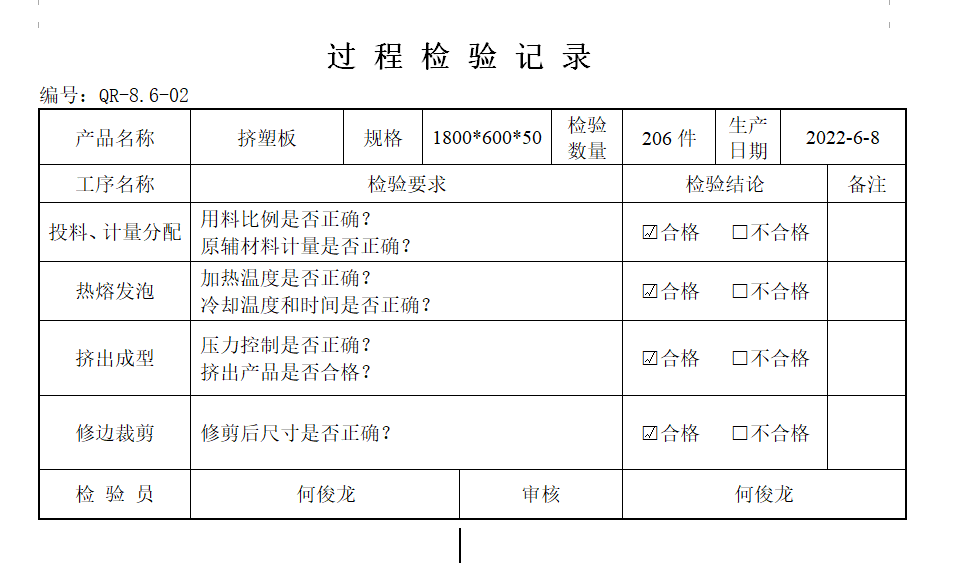 过 程 检 验 记 录
编号：QR-8.6-02
产品名称 挤塑板 规格 1800*600*50 检验数量 206 件 生产日期 2022-6-8
工序名称 检验要求 检验结论 备注
投料、计量分配 用料比例是否正确？
原辅材料计量是否正确？ ☑合格 □不合格
热熔发泡 加热温度是否正确？
冷却温度和时间是否正确？ ☑合格 □不合格
挤出成型 压力控制是否正确？
挤出产品是否合格？ ☑合格 □不合格
修边裁剪 修剪后尺寸是否正确？ ☑合格 □不合格
检 验 员 何俊龙 审核 何俊龙